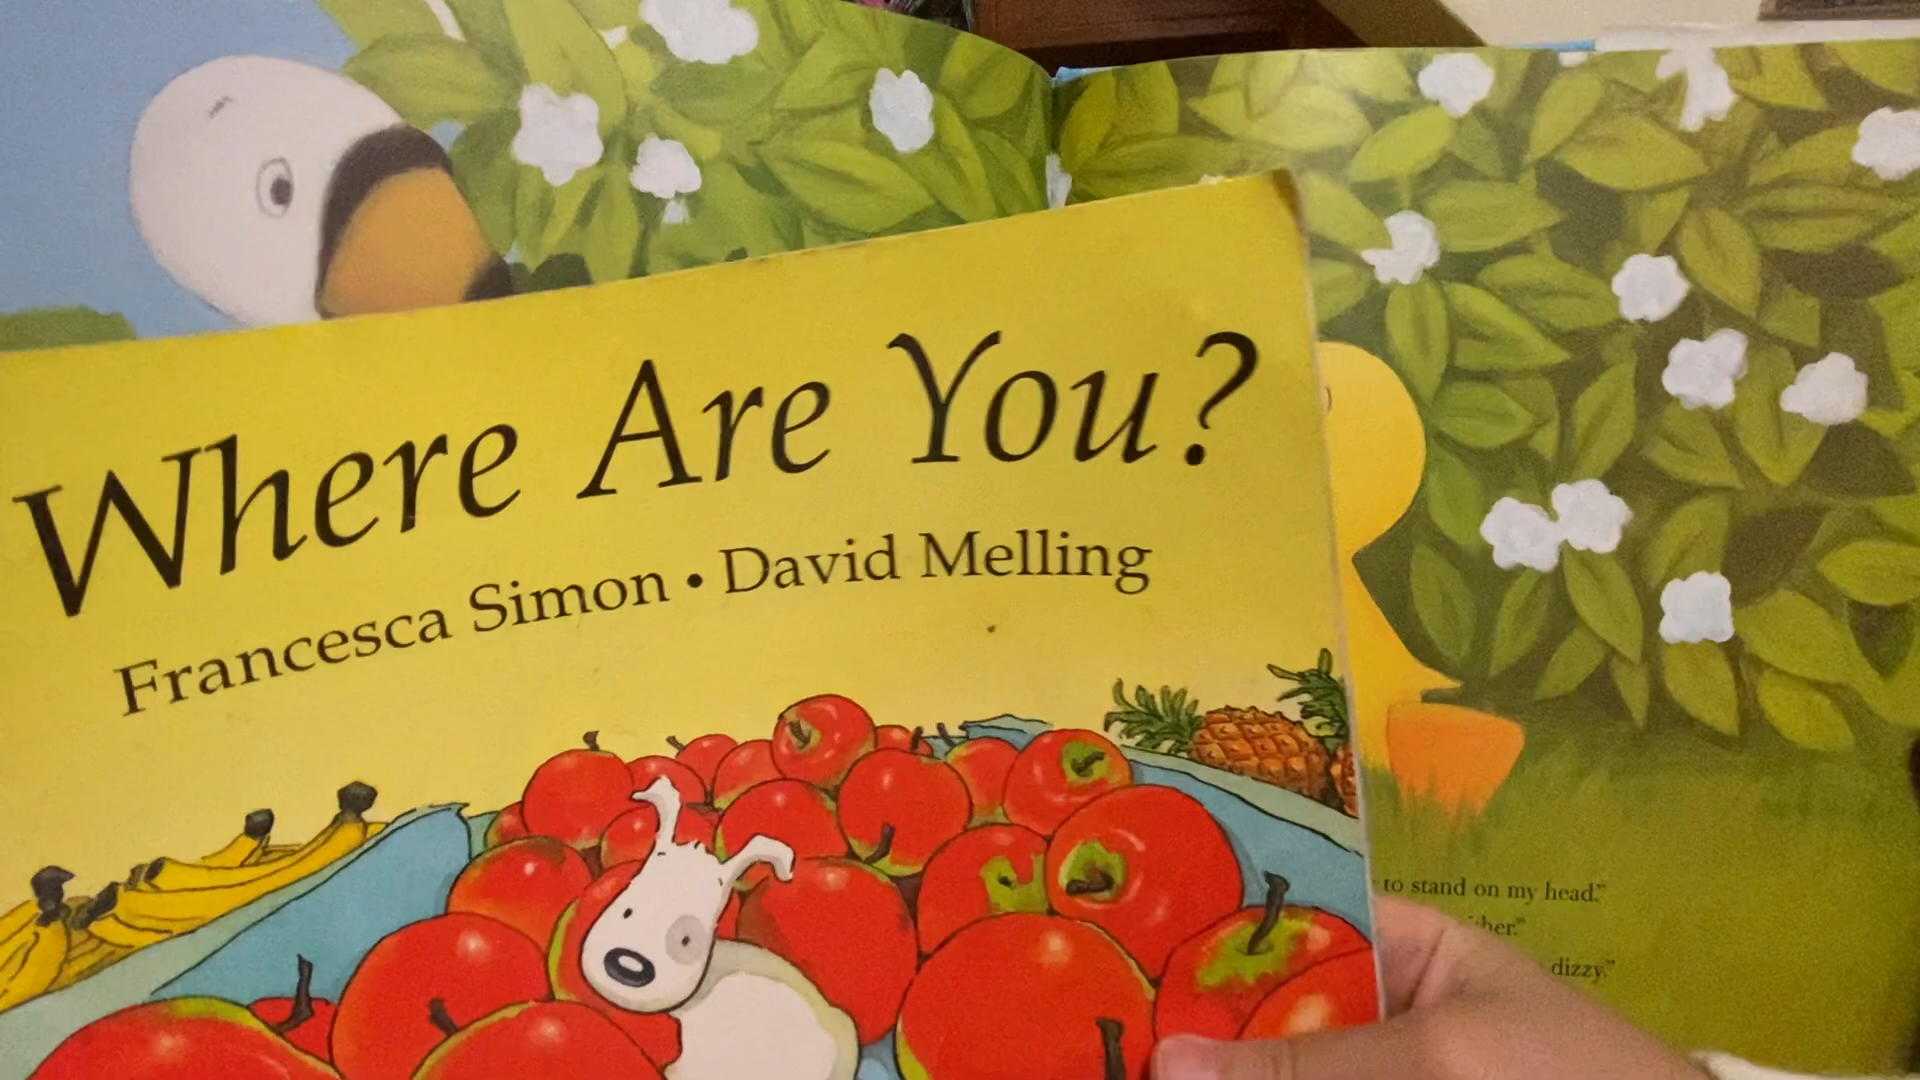 Where Are You?
Francesca Simon • David Melling
to stand on my head."
dizzy."